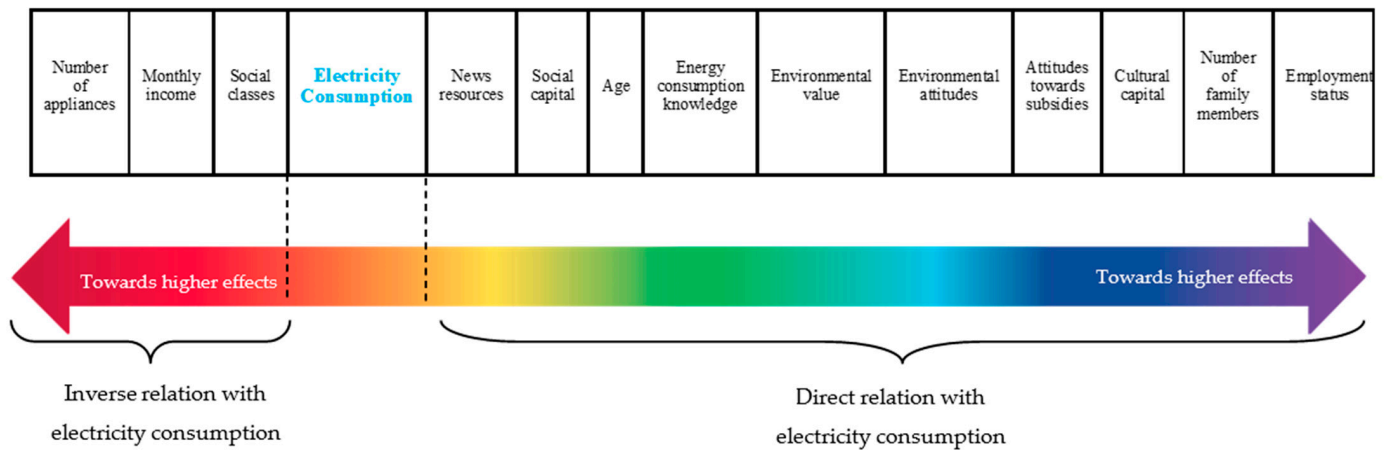 Number
of
appliances
Monthly
income
Social
classes
Electricity
Consumption
News
resources
Social
capital
Age
Energy
consumption
knowledge
Environmental
value
Environmental
attitudes
Attitudes
towards
subsidies
Cultural
capital
Number
of
family
members
Employment
status
Towards higher effects
Towards higher effects
Inverse relation with
electricity consumption
Direct relation with
electricity consumption